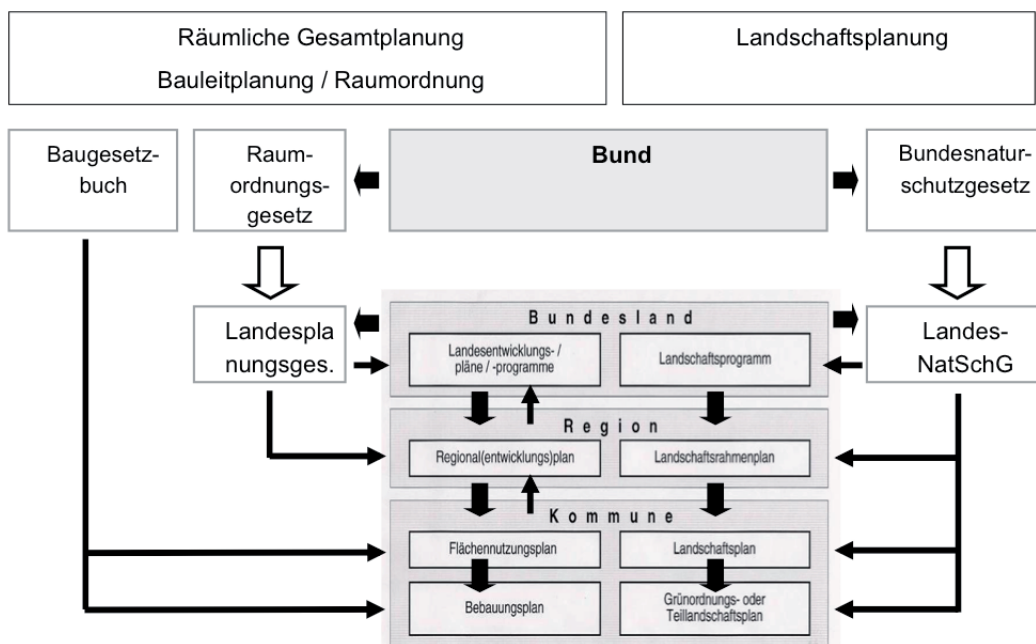 Räumliche Gesamtplanung
Bauleitplanung / Raumordnung
Landschaftsplanung
Baugesetz-
buch
Raum-
ordnungs-
gesetz
Bund
Bundesnatur-
schutzgesetz
Landespla
nungsges.
Bundesland
Landesentwicklungs- /
pläne / -programme
Landschaftsprogramm
Landes-
NatSchG
Region
Regional(entwicklungs)plan
Landschaftsrahmenplan
Kommune
Flächennutzungsplan
Landschaftsplan
Bebauungsplan
Grünordnungs- oder
Teillandschaftsplan